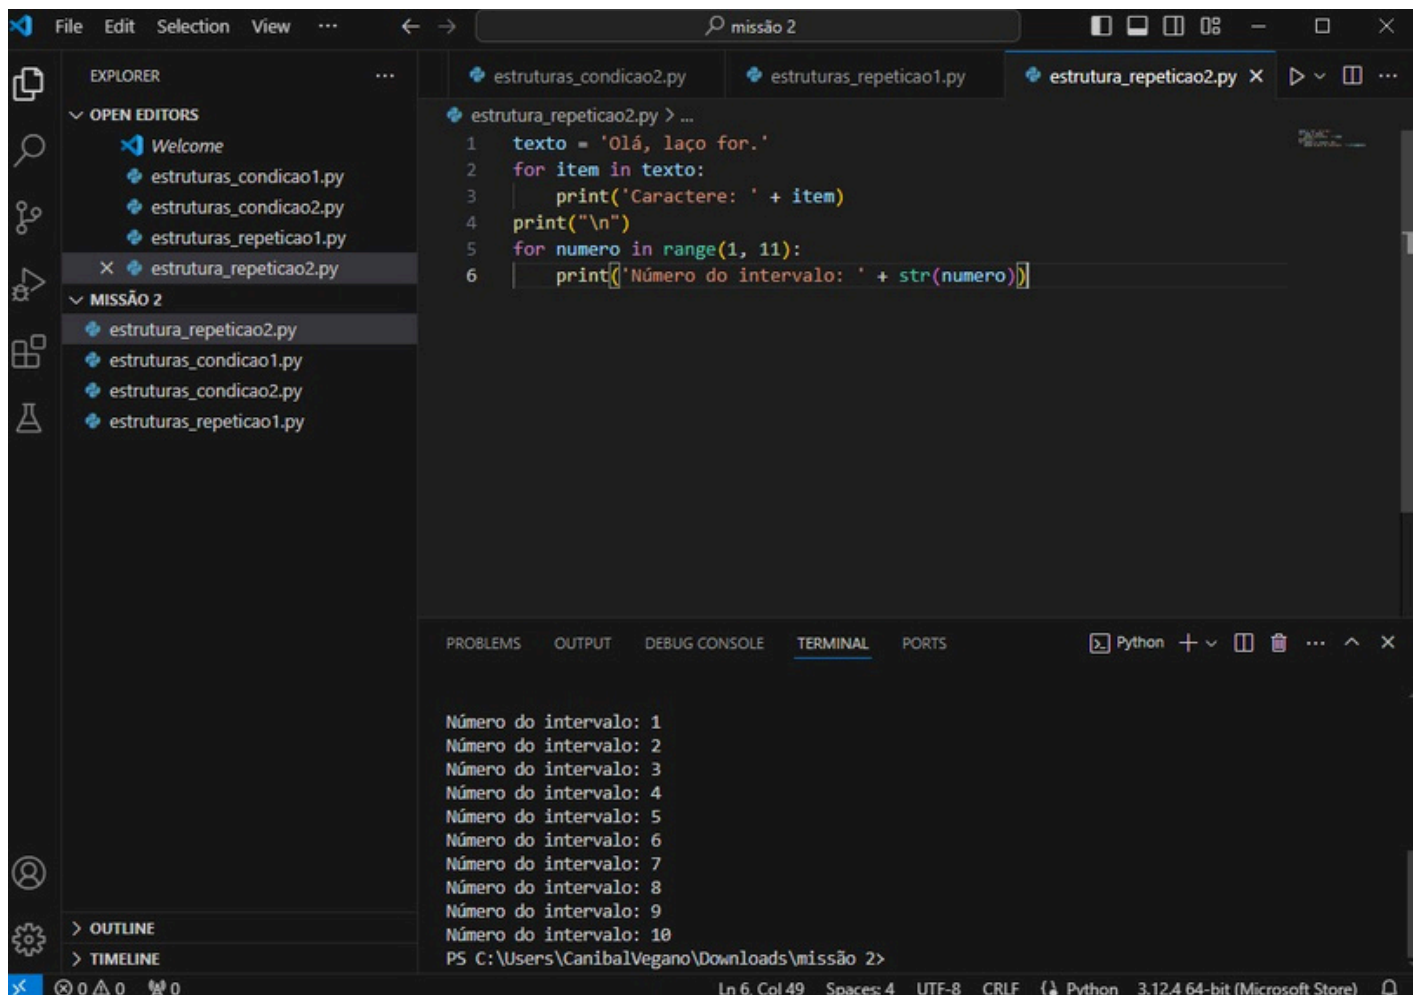 File Edit Selection View ··· missão 2
EXPLORER ···
OPEN EDITORS
Welcome
estruturas_condicao1.py
estruturas_condicao2.py
estruturas_repeticao1.py
estrutura_repeticao2.py
MISSÃO 2
estrutura_repeticao2.py
estruturas_condicao1.py
estruturas_condicao2.py
estruturas_repeticao1.py
OUTLINE
TIMELINE
estruturas_condicao2.py estruturas_repeticao1.py estrutura_repeticao2.py ···
estrutura_repeticao2.py > ...
1 texto = 'Olá, laço for.'
2 for item in texto:
3 print('Caractere: ' + item)
4 print("\n")
5 for numero in range(1, 11):
6 print('Número do intervalo: ' + str(numero))
PROBLEMS OUTPUT DEBUG CONSOLE TERMINAL PORTS Python ···
Número do intervalo: 1
Número do intervalo: 2
Número do intervalo: 3
Número do intervalo: 4
Número do intervalo: 5
Número do intervalo: 6
Número do intervalo: 7
Número do intervalo: 8
Número do intervalo: 9
Número do intervalo: 10
PS C:\Users\CanibalVegano\Downloads\missão 2>
0 0 0 Ln 6, Col 49 Spaces: 4 UTF-8 CRLF Python 3.12.4 64-bit (Microsoft Store)